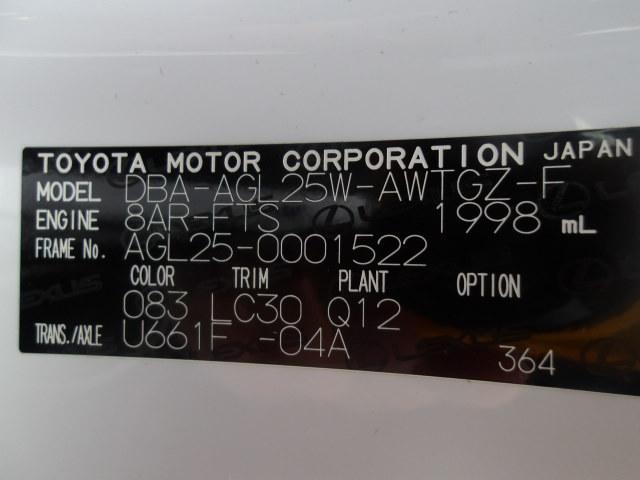 TOYOTA MOTOR CORPORATION JAPAN
MODEL DBA-AGL25W-AWTGZ-F
ENGINE 8AR-FTS 1998 mL
FRAME No. AGL25-0001522
COLOR TRIM PLANT OPTION
083 LC30 Q12
TRANS./AXLE U661F -04A
364